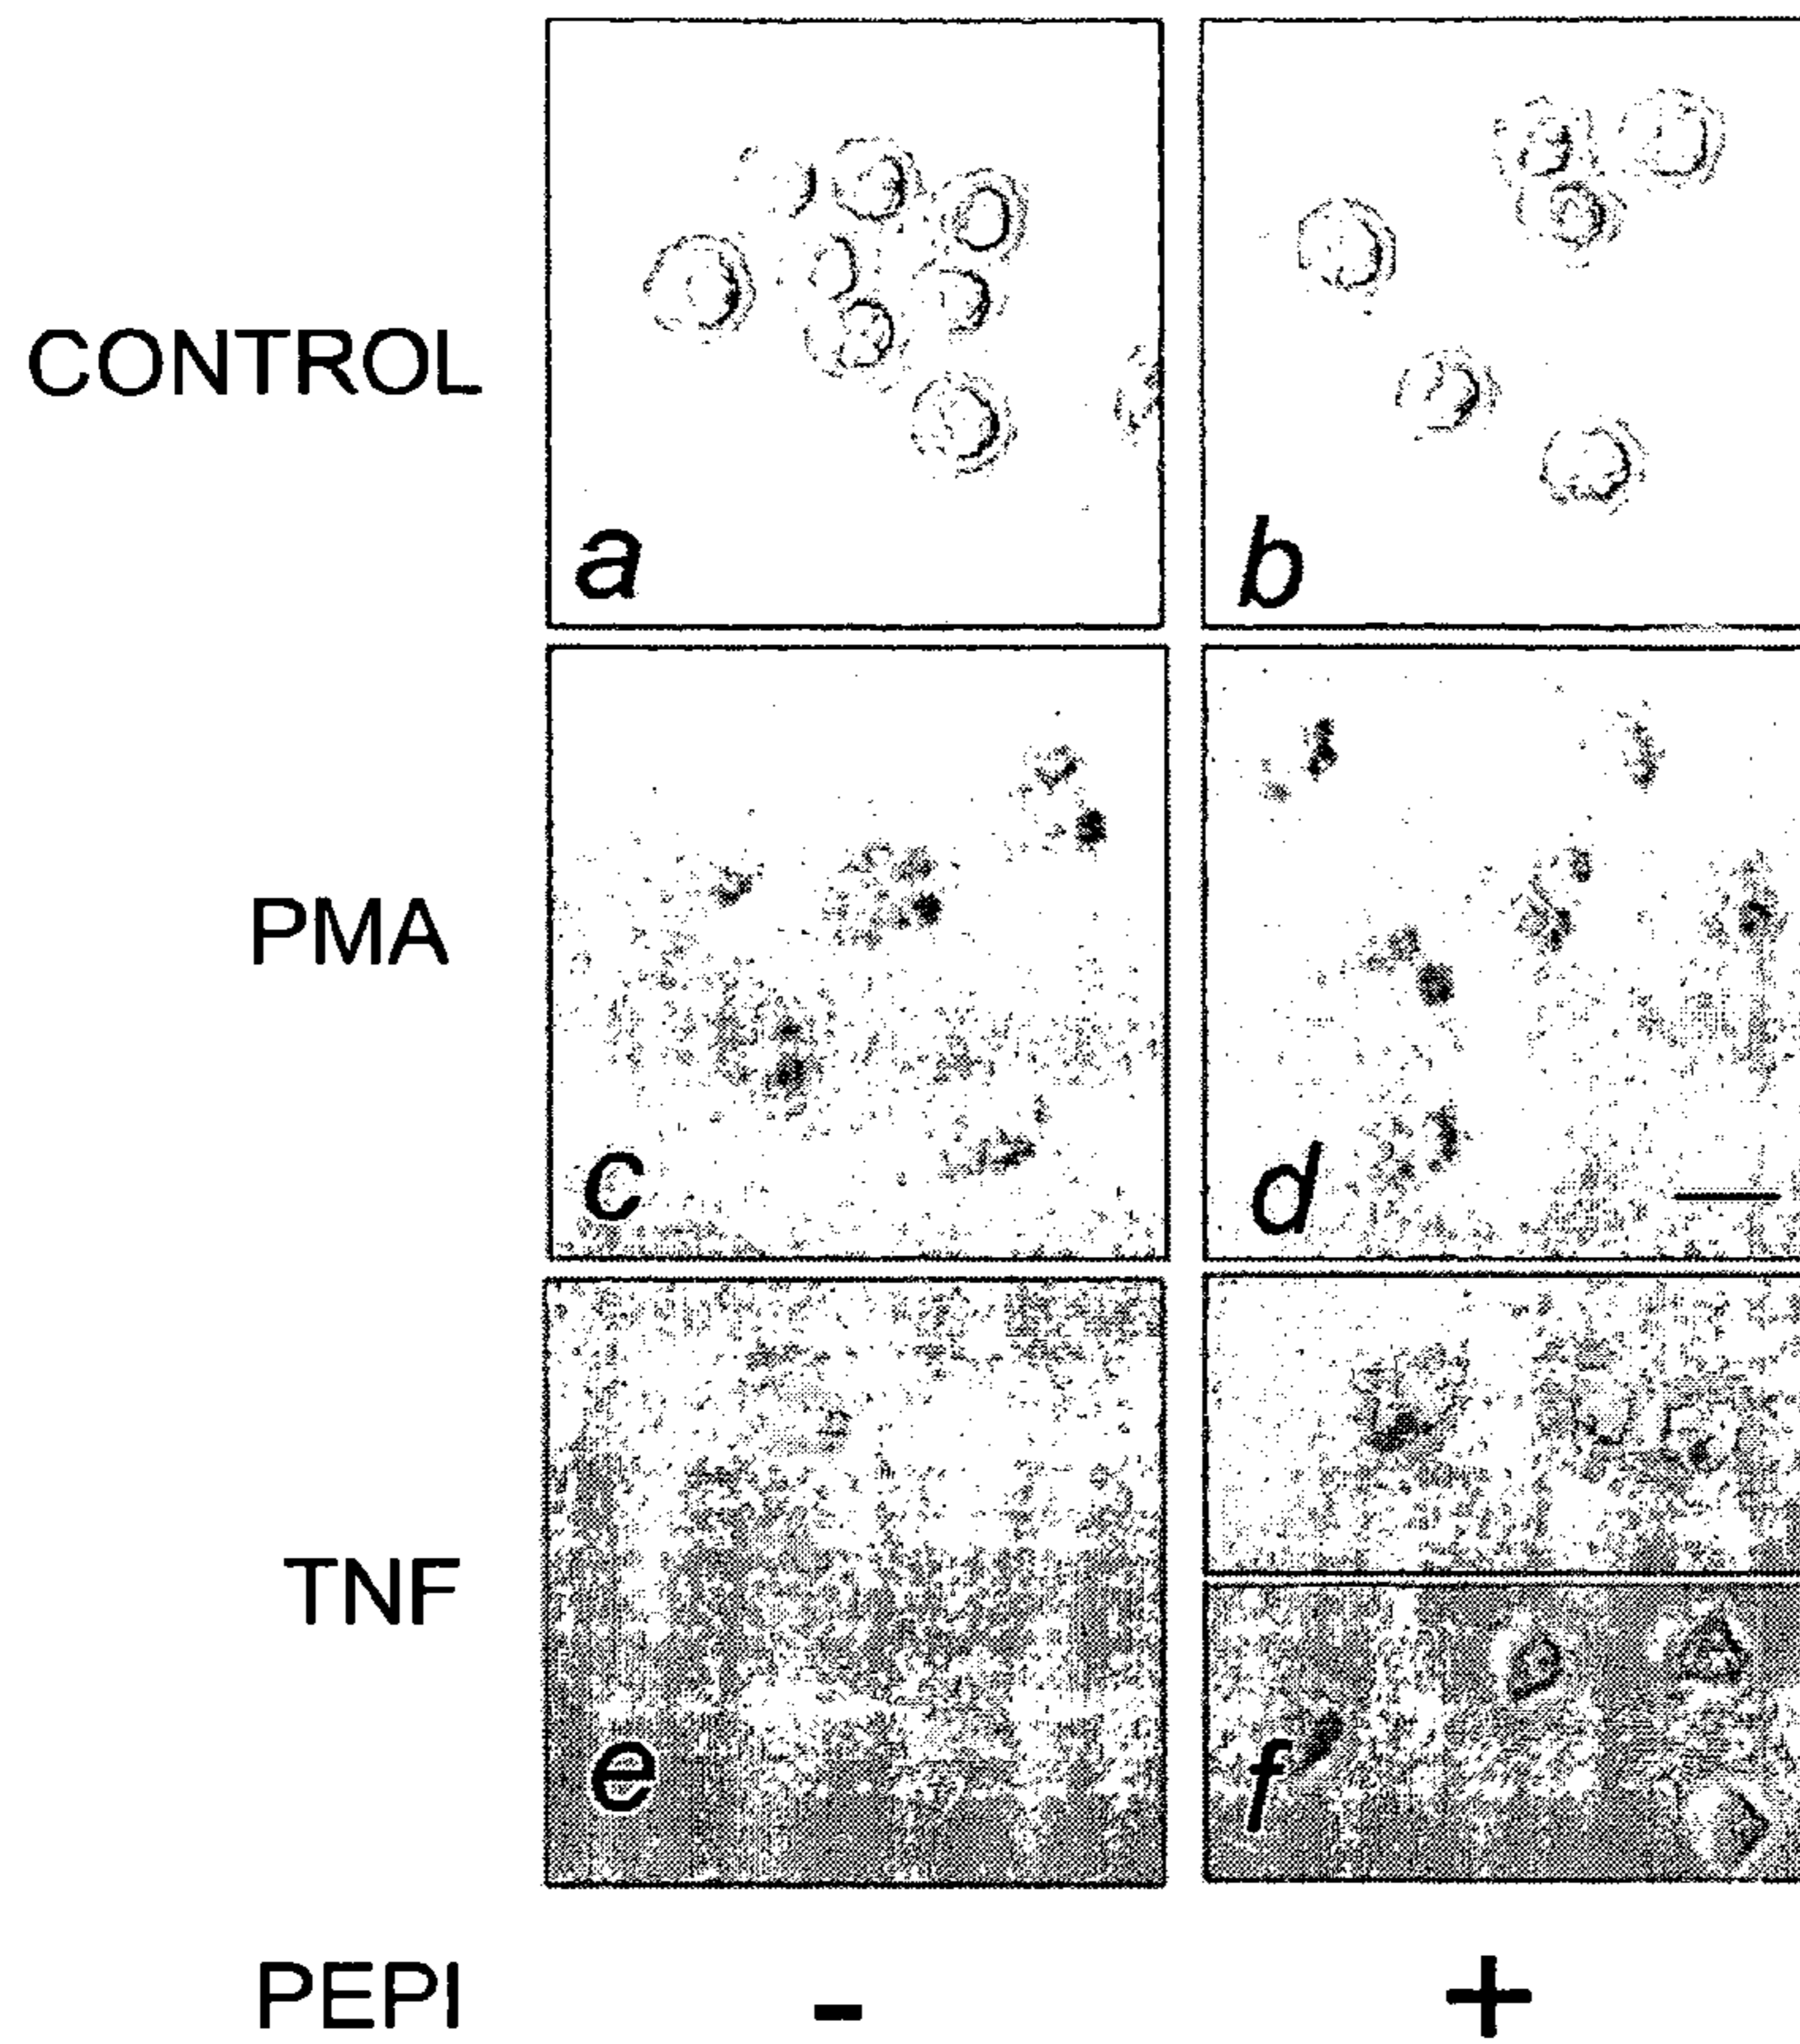 CONTROL
a
b
PMA
c
d
TNF
e
f
PEPI - +